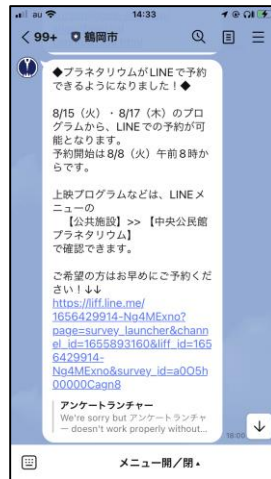 au 14:33
99+ 鶴岡市
◆プラネタリウムがLINEで予約
できるようになりました！◆
8/15（火）・8/17（木）のプロ
グラムから、LINEでの予約が可
能となります。
予約開始は8/8（火）午前８時か
らです。
上映プログラムなどは、LINEメ
ニューの
【公共施設】>> 【中央公民館
プラネタリウム】
で確認できます。
ご希望の方はお早めにご予約くだ
さい！↓↓
https://liff.line.me/
1656429914-Ng4MExno?
page=survey_launcher&chann
el_id=1655893160&liff_id=165
6429914-
Ng4MExno&survey_id=a0O5h
00000Cagn8
アンケートランチャー
We're sorry but アンケートランチャ
ー doesn't work properly without...
18:00
メニュー開／閉▲